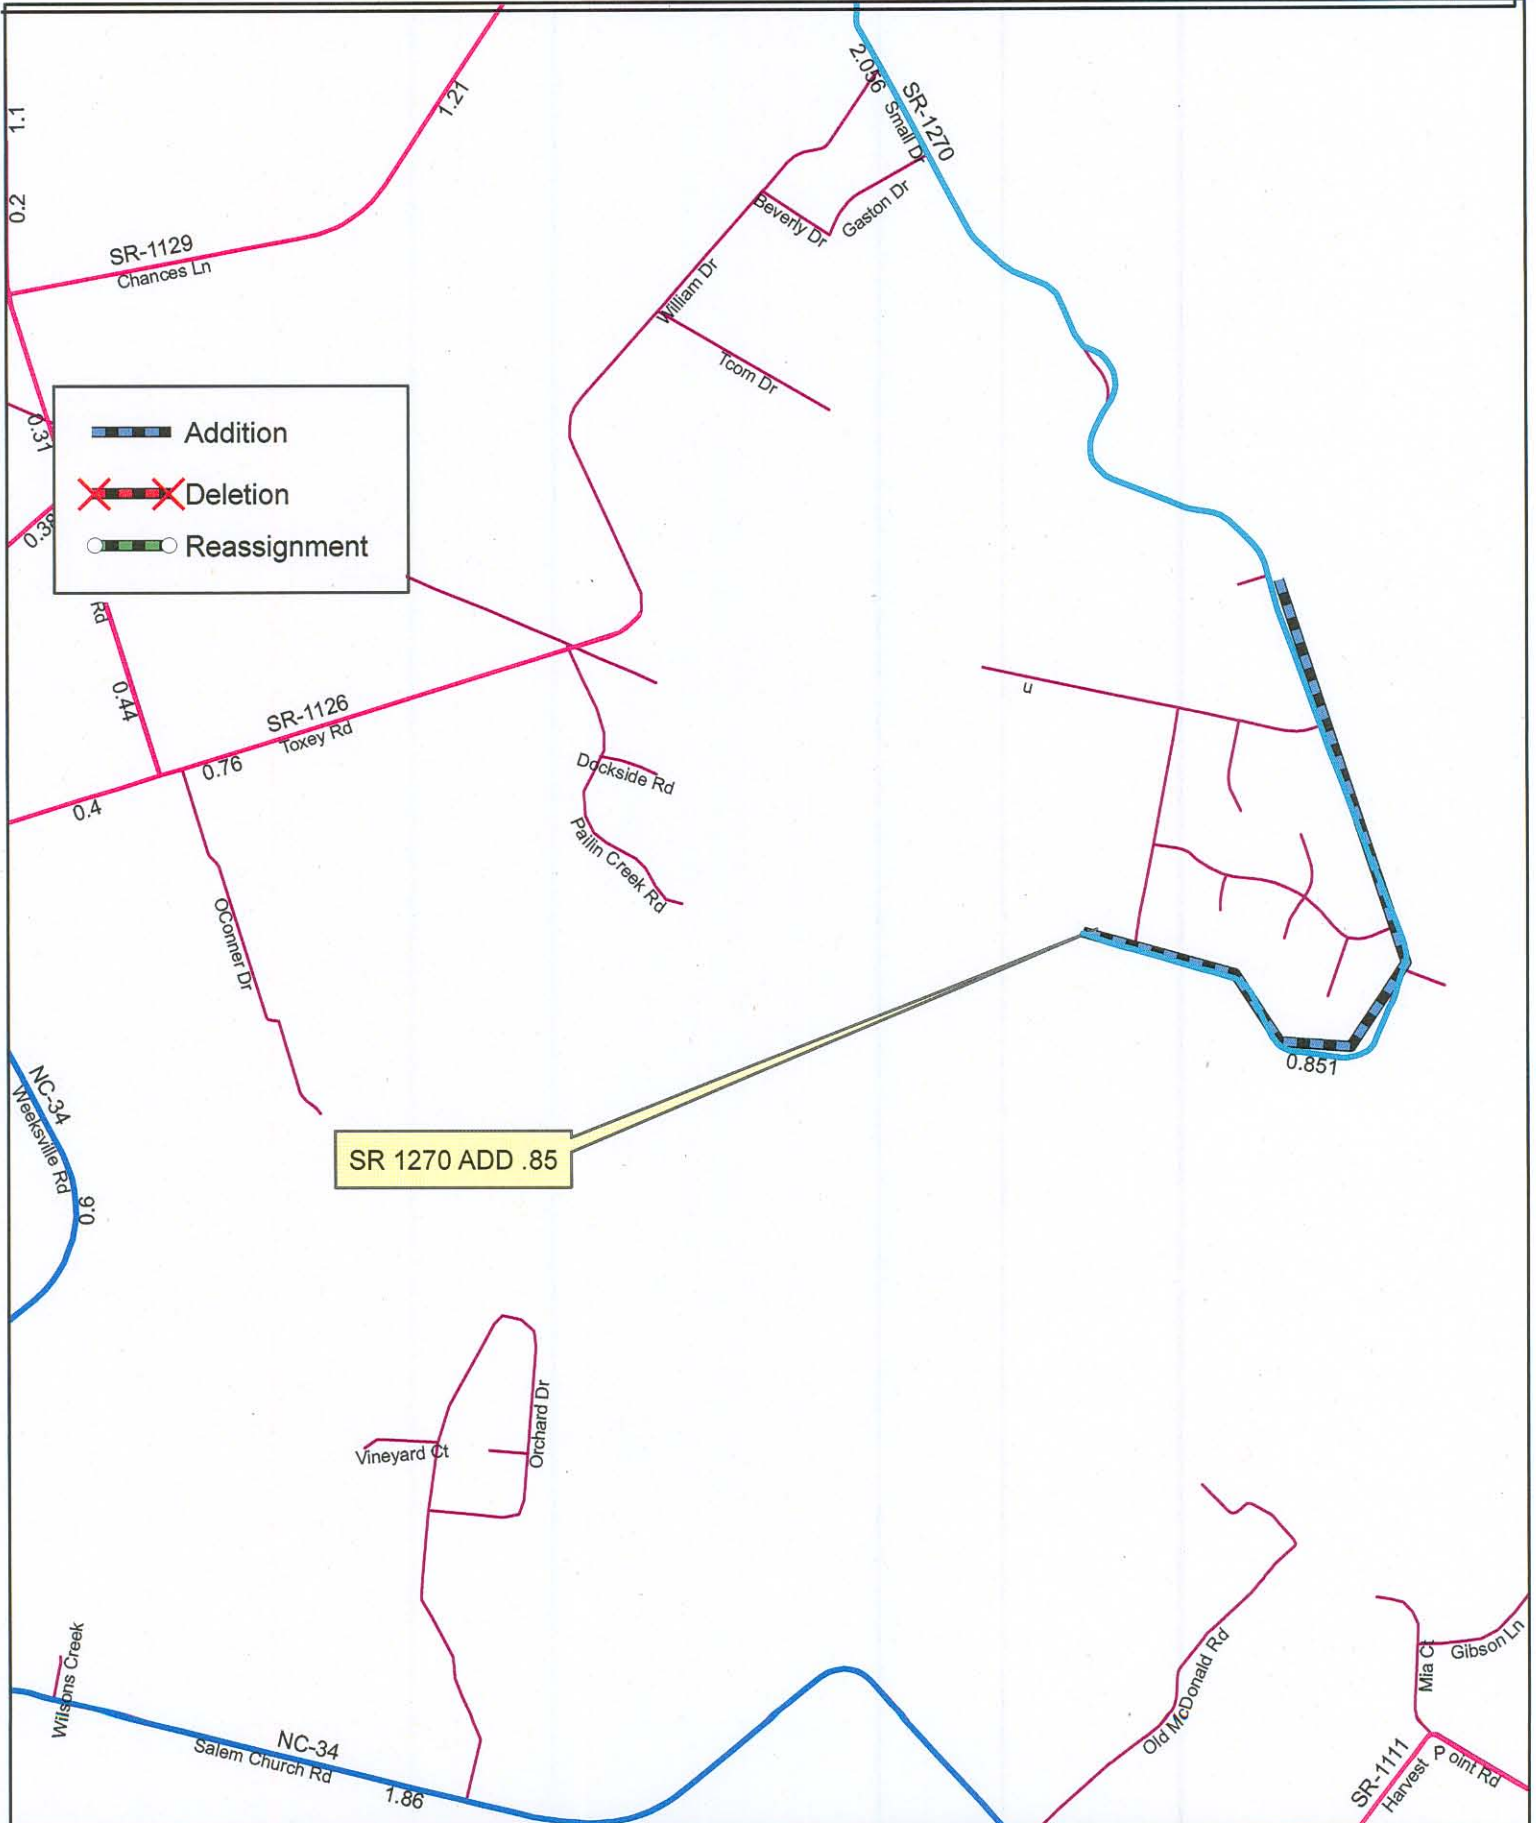 1.21
2.056
SR-1270
Small Dr
1.1
0.2
SR-1129
Chances Ln
Beverly Dr
Gaston Dr
William Dr
Tcom Dr
0.31
Addition
Deletion
Reassignment
Rd
0.44
SR-1126
Toxey Rd
0.76
0.4
u
Dockside Rd
Pailin Creek Rd
OConner Dr
0.851
NC-34
Weeksville Rd
SR 1270 ADD .85
Orchard Dr
Vineyard Ct
Wilsons Creek
NC-34
Salem Church Rd
1.86
Old McDonald Rd
Mia Ct
Gibson Ln
SR-1111
Harvest Point Rd